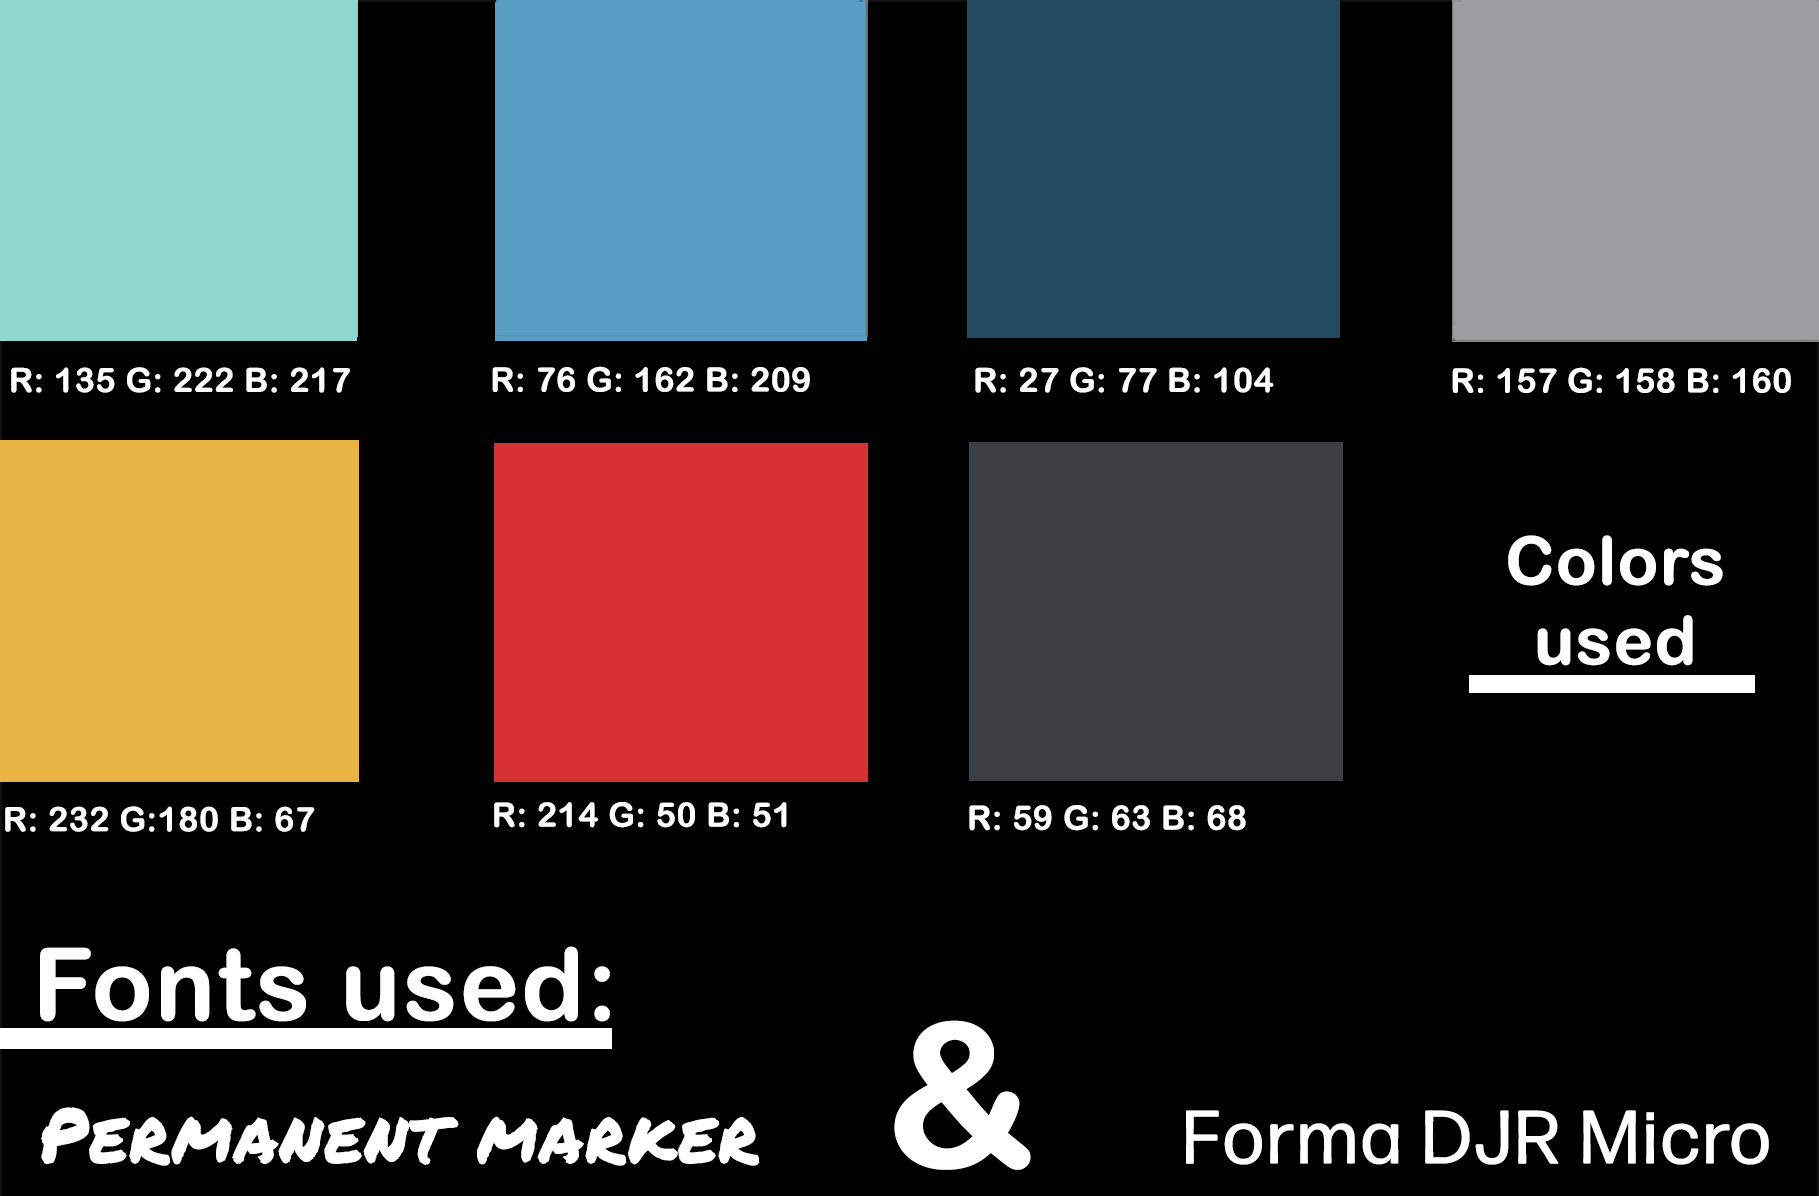 R: 135 G: 222 B: 217
R: 76 G: 162 B: 209
R: 27 G: 77 B: 104
R: 157 G: 158 B: 160
Colors
used
R: 232 G:180 B: 67
R: 214 G: 50 B: 51
R: 59 G: 63 B: 68
Fonts used:
PERMANENT MARKER
&
Forma DJR Micro